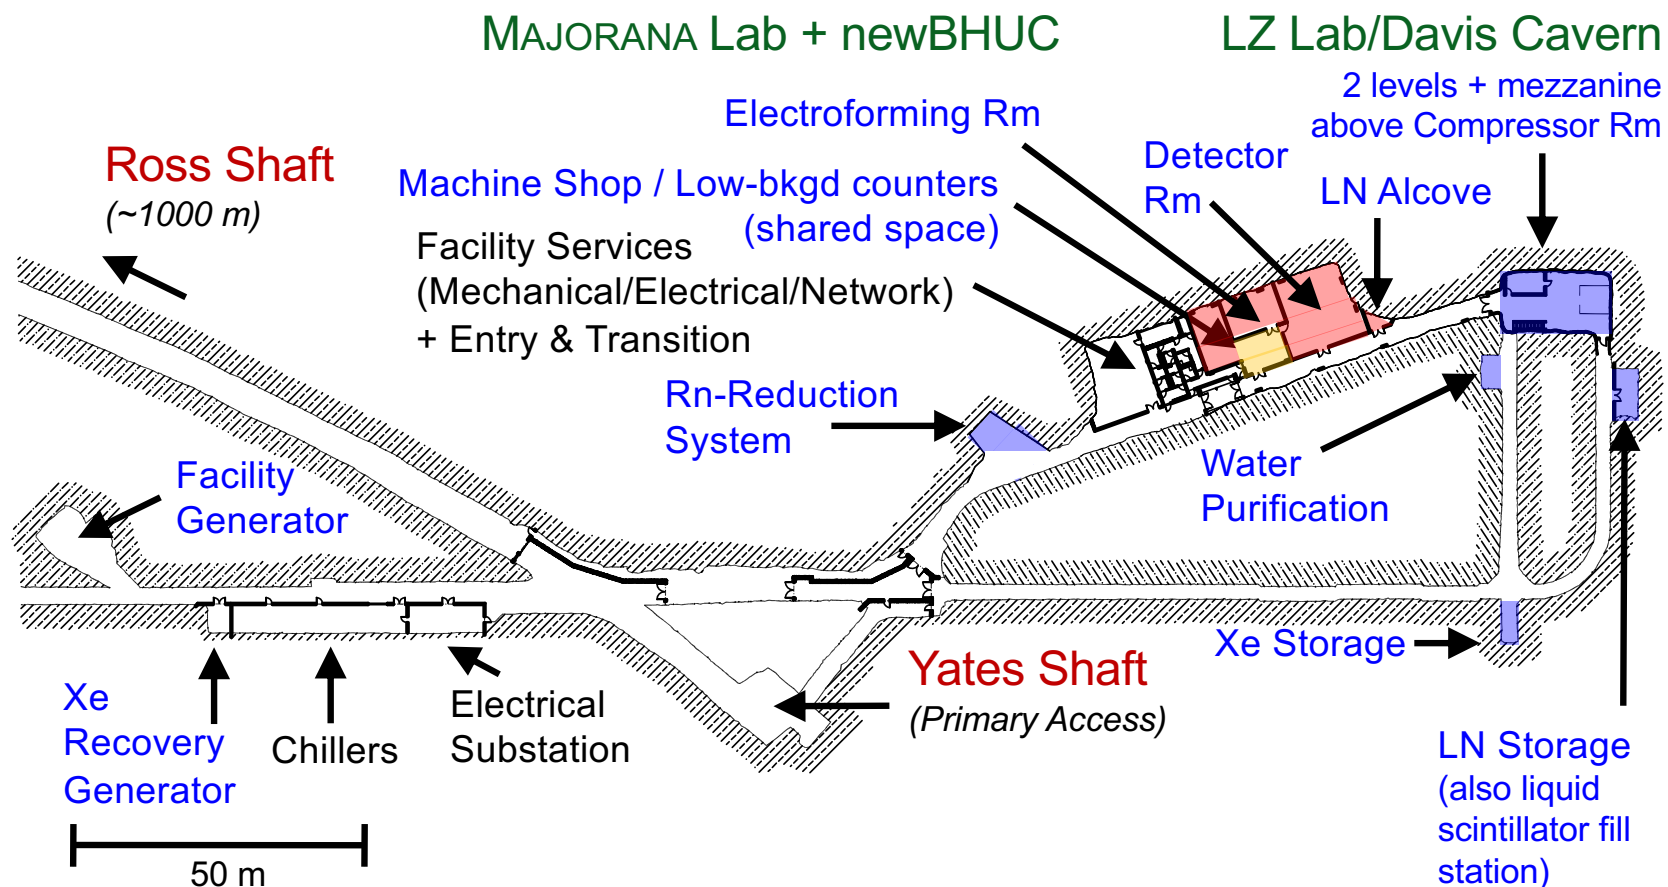 MAJORANA Lab + newBHUC
LZ Lab/Davis Cavern
2 levels + mezzanine
above Compressor Rm
Electroforming Rm
Detector
Rm
LN Alcove
Ross Shaft
(~1000 m)
Machine Shop / Low-bkgd counters
(shared space)
Facility Services
(Mechanical/Electrical/Network)
+ Entry & Transition
Rn-Reduction
System
Water
Purification
Facility
Generator
Xe Storage
Yates Shaft
(Primary Access)
Xe
Recovery
Generator
Chillers
Electrical
Substation
LN Storage
(also liquid
scintillator fill
station)
50 m